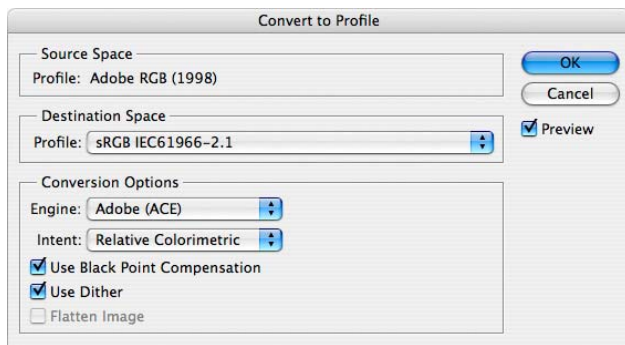 Convert to Profile
Source Space
Profile: Adobe RGB (1998)
OK
Cancel
Destination Space
Profile: sRGB IEC61966-2.1
Preview
Conversion Options
Engine: Adobe (ACE)
Intent: Relative Colorimetric
Use Black Point Compensation
Use Dither
Flatten Image